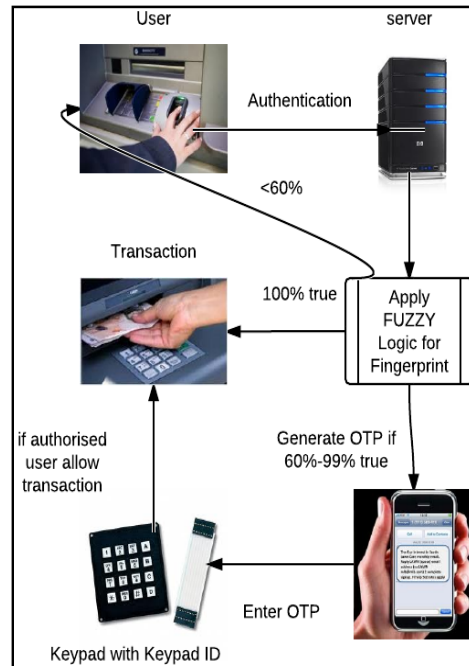 User
server
Authentication
<60%
Transaction
100% true
Apply
FUZZY
Logic for
Fingerprint
Generate OTP if
60%-99% true
if authorised
user allow
transaction
Enter OTP
Keypad with Keypad ID